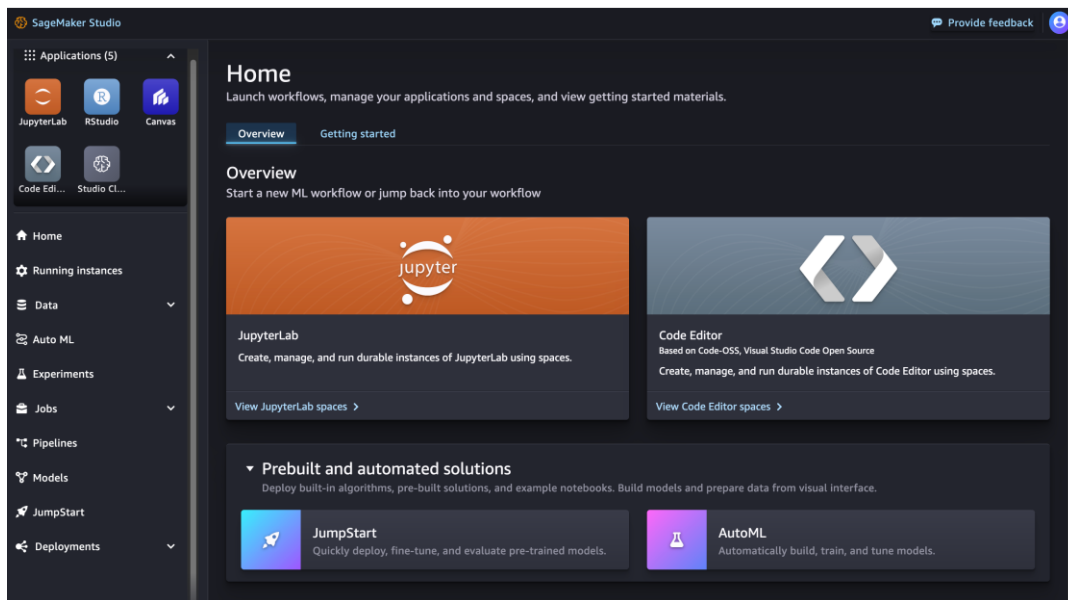 SageMaker Studio
Provide feedback
Applications (5)
JupyterLab
RStudio
Canvas
Code Edi...
Studio Cl...
Home
Running instances
Data
Auto ML
Experiments
Jobs
Pipelines
Models
JumpStart
Deployments
Home
Launch workflows, manage your applications and spaces, and view getting started materials.
Overview
Getting started
Overview
Start a new ML workflow or jump back into your workflow
jupyter
JupyterLab
Create, manage, and run durable instances of JupyterLab using spaces.
View JupyterLab spaces
Code Editor
Based on Code-OSS, Visual Studio Code Open Source
Create, manage, and run durable instances of Code Editor using spaces.
View Code Editor spaces
Prebuilt and automated solutions
Deploy built-in algorithms, pre-built solutions, and example notebooks. Build models and prepare data from visual interface.
JumpStart
Quickly deploy, fine-tune, and evaluate pre-trained models.
AutoML
Automatically build, train, and tune models.